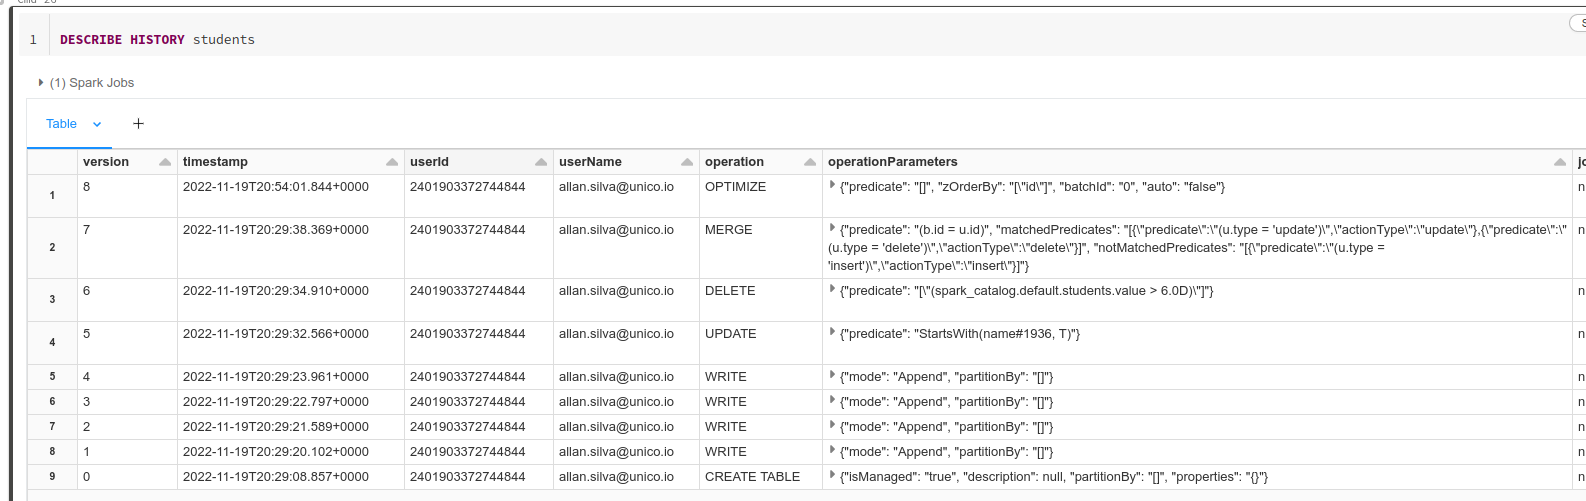 Cmd 26
1 DESCRIBE HISTORY students
(1) Spark Jobs
Table +
version timestamp userId userName operation operationParameters
1 8 2022-11-19T20:54:01.844+0000 2401903372744844 allan.silva@unico.io OPTIMIZE {"predicate": "[]", "zOrderBy": "[\"id\"]", "batchId": "0", "auto": "false"} n
2 7 2022-11-19T20:29:38.369+0000 2401903372744844 allan.silva@unico.io MERGE {"predicate": "(b.id = u.id)", "matchedPredicates": "[{\"predicate\":\"(u.type = 'update')\",\"actionType\":\"update\"},{\"predicate\":\" n
(u.type = 'delete')\",\"actionType\":\"delete\"}]", "notMatchedPredicates": "[{\"predicate\":\"(u.type =
'insert')\",\"actionType\":\"insert\"}]"}
3 6 2022-11-19T20:29:34.910+0000 2401903372744844 allan.silva@unico.io DELETE {"predicate": "[\"(spark_catalog.default.students.value > 6.0D)\"]"} n
4 5 2022-11-19T20:29:32.566+0000 2401903372744844 allan.silva@unico.io UPDATE {"predicate": "StartsWith(name#1936, T)"} n
5 4 2022-11-19T20:29:23.961+0000 2401903372744844 allan.silva@unico.io WRITE {"mode": "Append", "partitionBy": "[]"} n
6 3 2022-11-19T20:29:22.797+0000 2401903372744844 allan.silva@unico.io WRITE {"mode": "Append", "partitionBy": "[]"} n
7 2 2022-11-19T20:29:21.589+0000 2401903372744844 allan.silva@unico.io WRITE {"mode": "Append", "partitionBy": "[]"} n
8 1 2022-11-19T20:29:20.102+0000 2401903372744844 allan.silva@unico.io WRITE {"mode": "Append", "partitionBy": "[]"} n
9 0 2022-11-19T20:29:08.857+0000 2401903372744844 allan.silva@unico.io CREATE TABLE {"isManaged": "true", "description": null, "partitionBy": "[]", "properties": "{}"} n